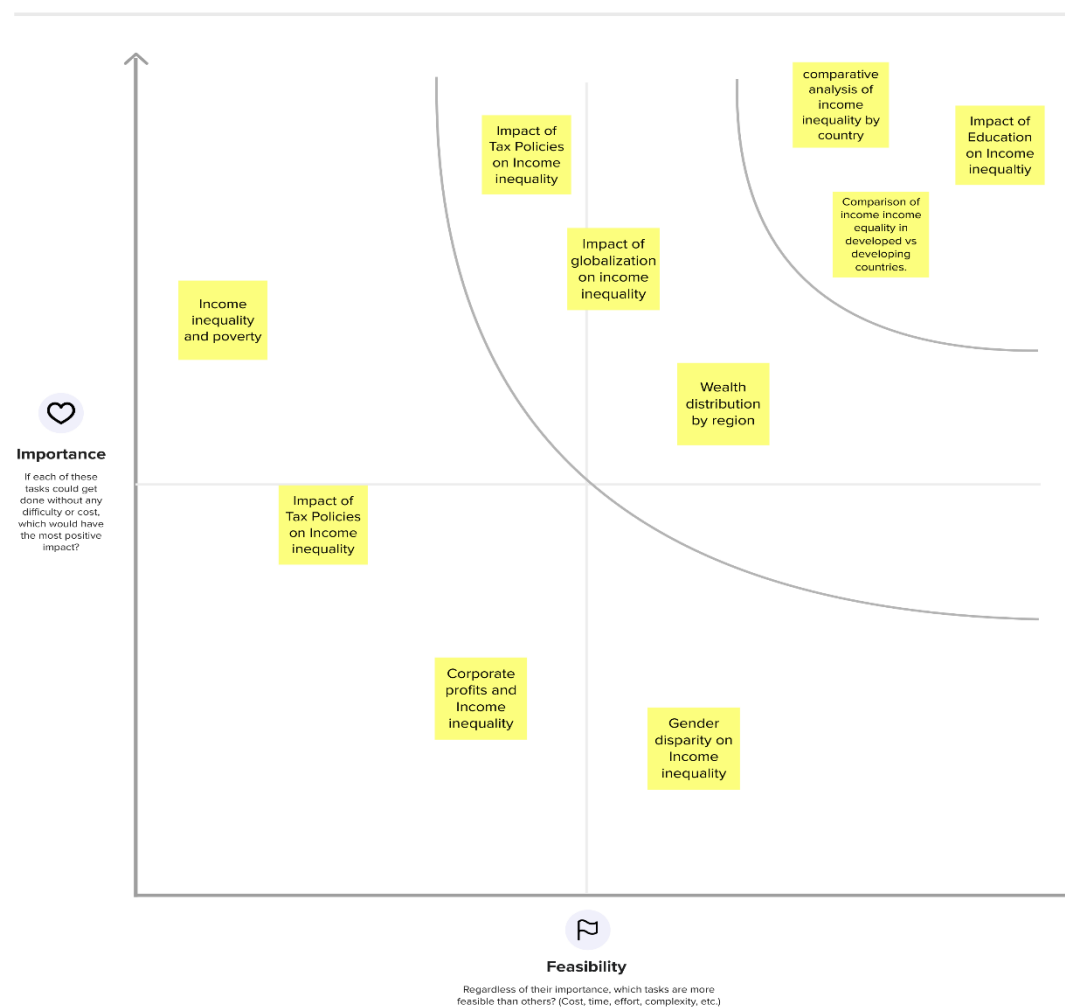 comparative
analysis of
income
inequality by
country
Impact of
Education
on Income
inequaltiy
Impact of
Tax Policies
on Income
inequality
Comparison of
income income
equality in
developed vs
developing
countries.
Impact of
globalization
on income
inequality
Income
inequality
and poverty
Wealth
distribution
by region
Importance
If each of these
tasks could get
done without any
difficulty or cost,
which would have
the most positive
impact?
Impact of
Tax Policies
on Income
inequality
Corporate
profits and
Income
inequality
Gender
disparity on
Income
inequality
Feasibility
Regardless of their importance, which tasks are more
feasible than others? (Cost, time, effort, complexity, etc.)